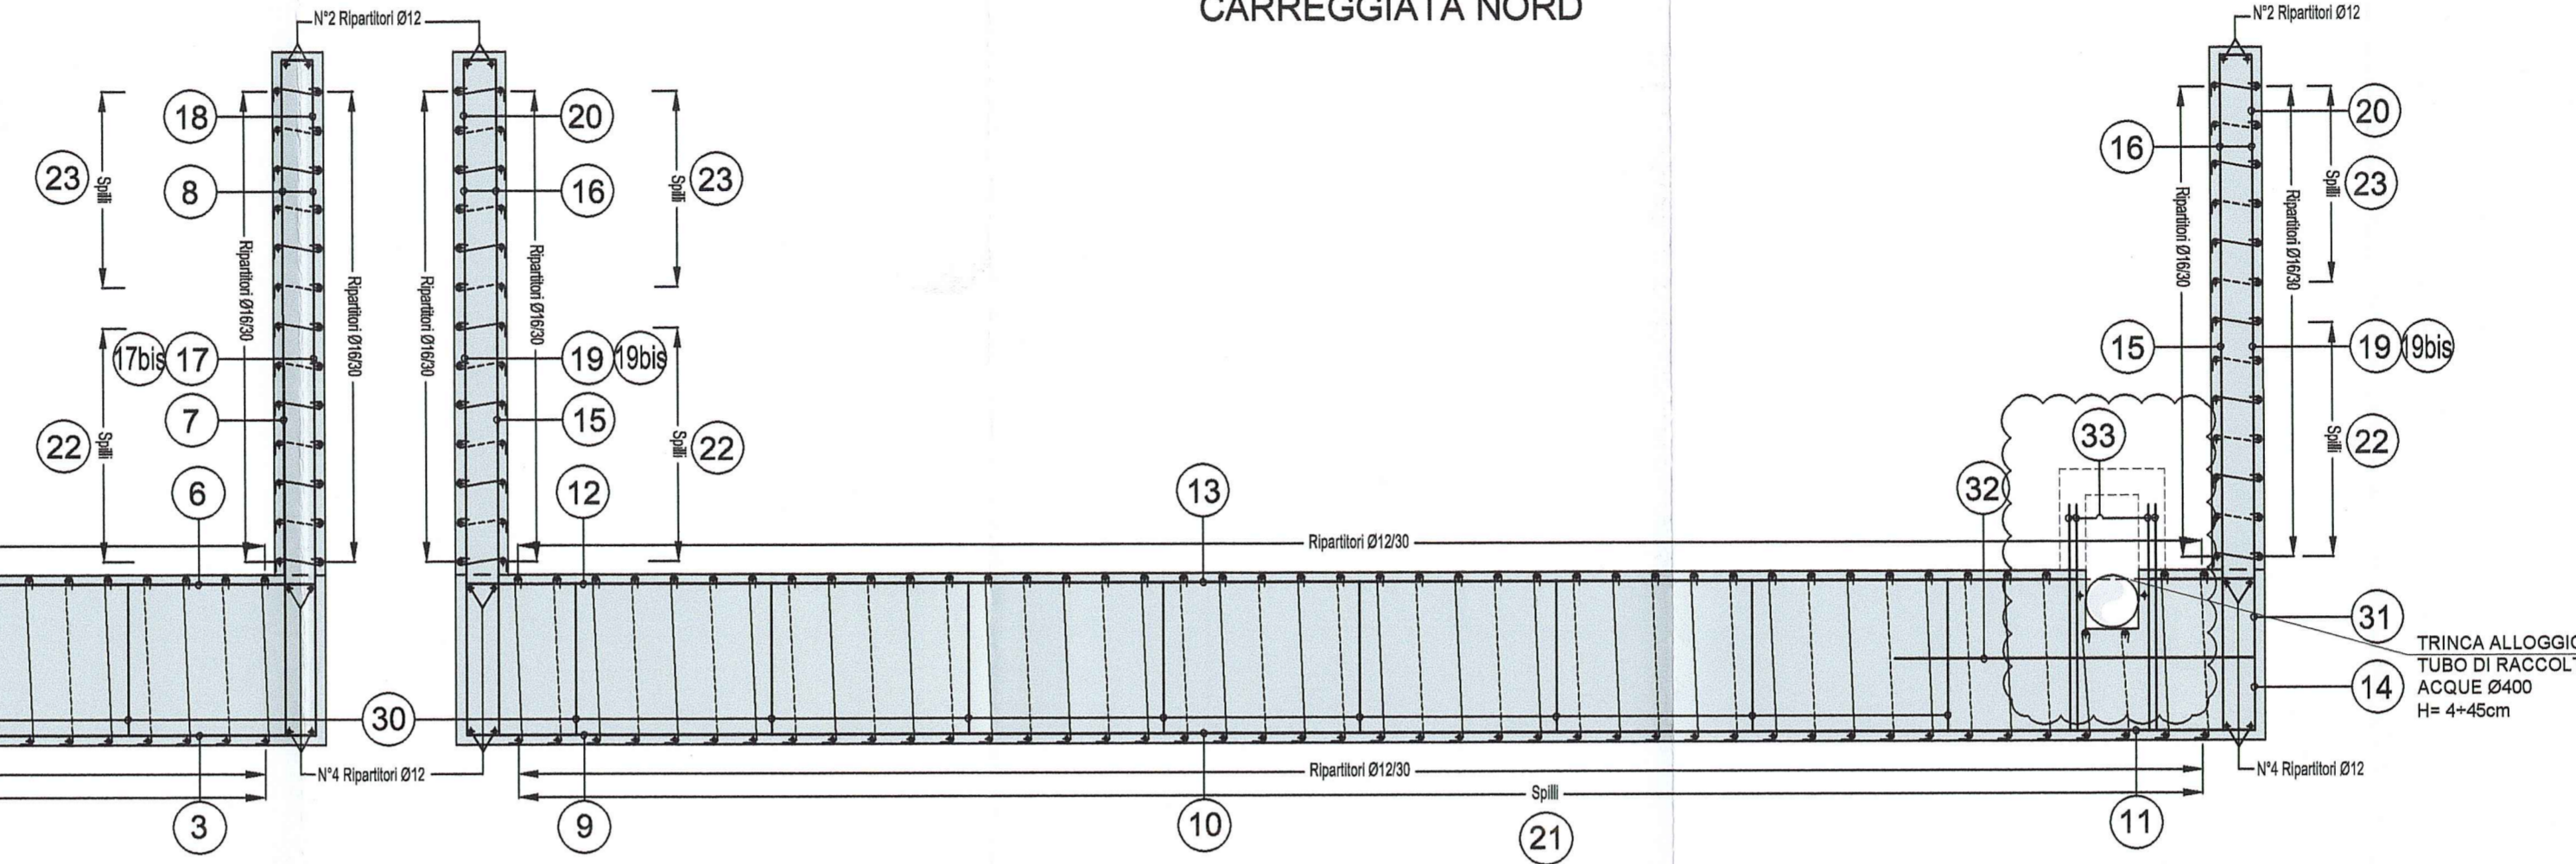 CARREGGIATA NORD
N°2 Ripartitori Ø12
N°2 Ripartitori Ø12
18
20
20
16
23
Spilli
8
16
Spilli
23
Spilli
23
Ripartitori Ø16/30
Ripartitori Ø16/30
Ripartitori Ø16/30
Ripartitori Ø16/30
Ripartitori Ø16/30
Ripartitori Ø16/30
17bis
17
19
19bis
15
19
19bis
7
15
22
Spilli
Spilli
22
Spilli
22
33
6
12
13
32
Ripartitori Ø12/30
31
TRINCA ALLOGGIO
TUBO DI RACCOLT
ACQUE Ø400
H= 4÷45cm
14
30
N°4 Ripartitori Ø12
Ripartitori Ø12/30
N°4 Ripartitori Ø12
Spilli
3
9
10
21
11